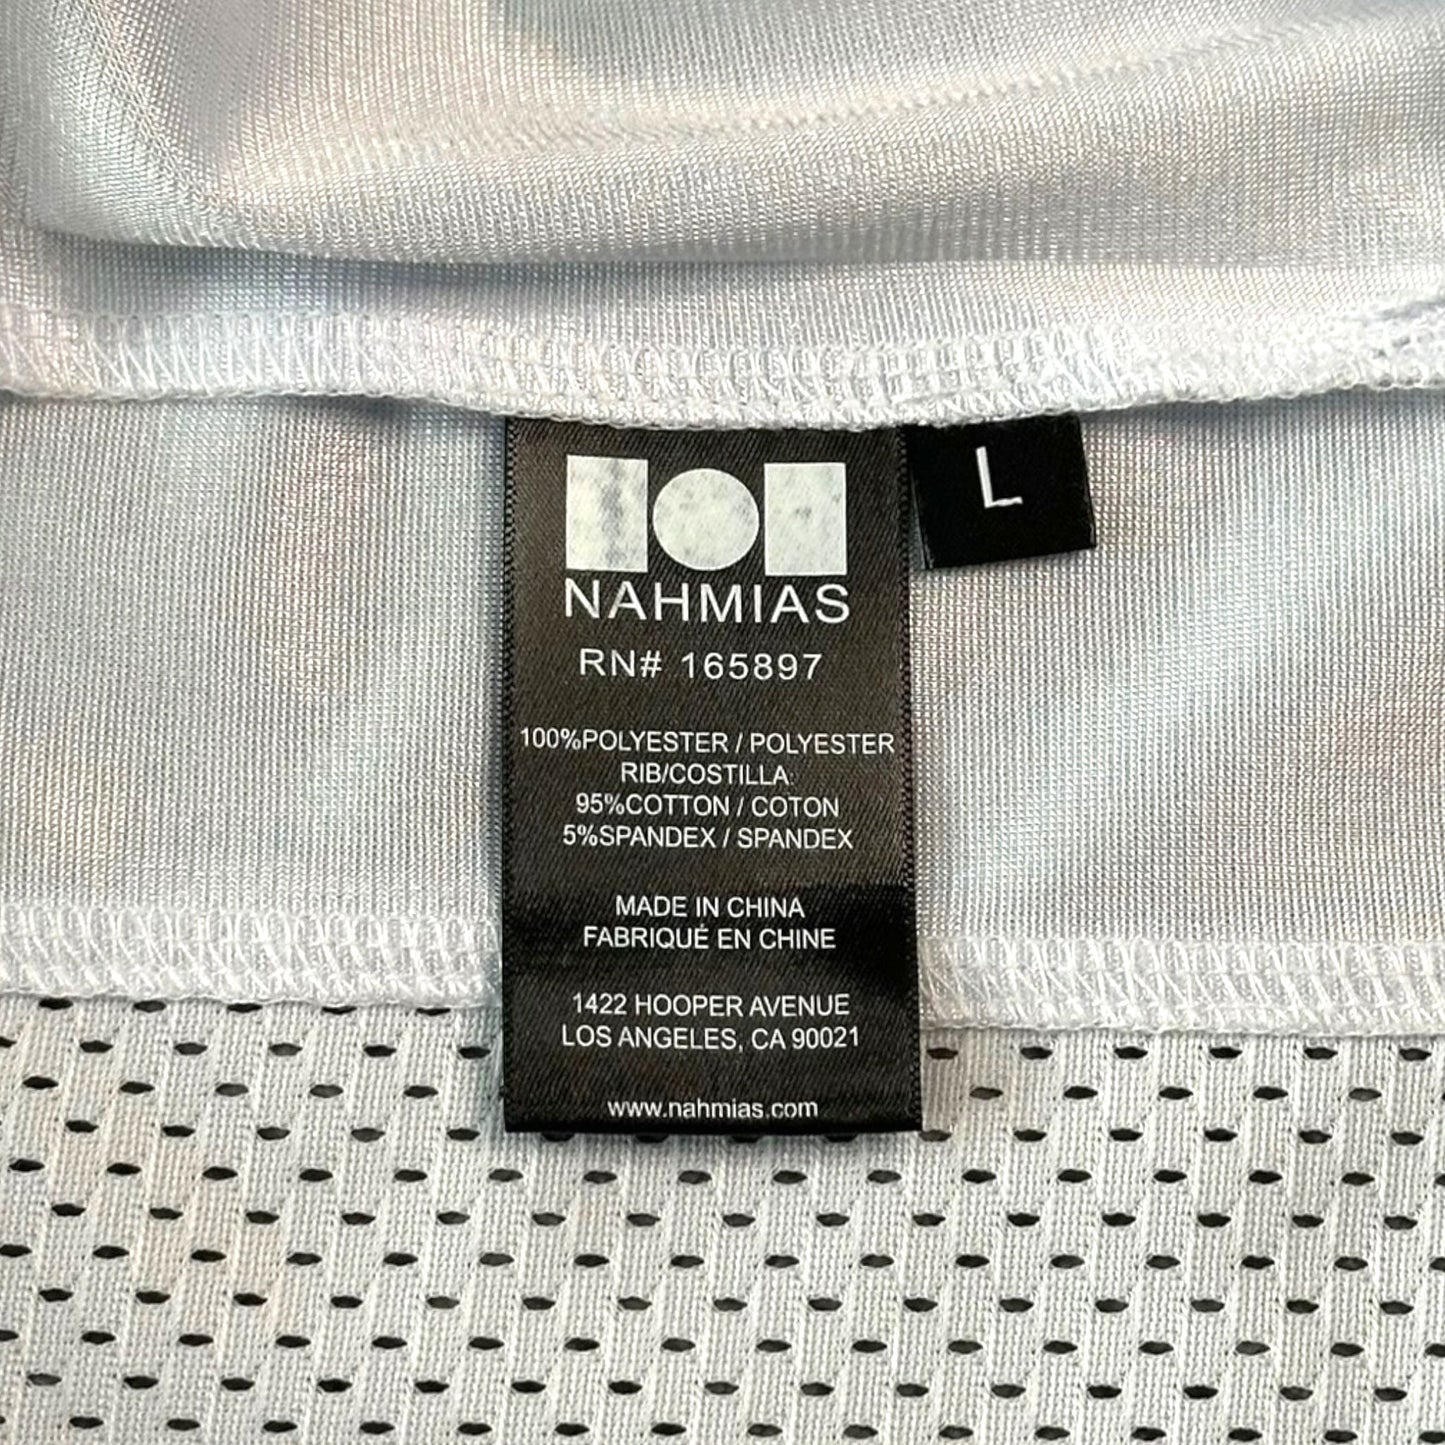 NAHMIAS
L
RN# 165897
100%POLYESTER / POLYESTER
RIB/COSTILLA
95%COTTON / COTON
5%SPANDEX / SPANDEX
MADE IN CHINA
FABRIQUÉ EN CHINE
1422 HOOPER AVENUE
LOS ANGELES, CA 90021
www.nahmias.com